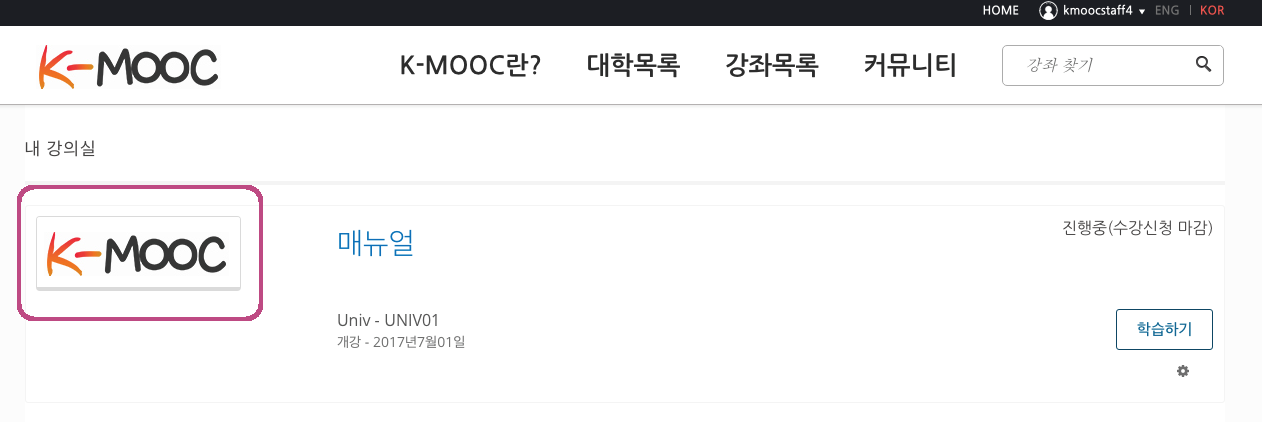 HOME kmoocstaff4 ENG | KOR
K-MOOC K-MOOC란? 대학목록 강좌목록 커뮤니티 강좌 찾기
내 강의실
K-MOOC 매뉴얼 진행중(수강신청 마감)
Univ - UNIV01
개강 - 2017년7월01일
학습하기